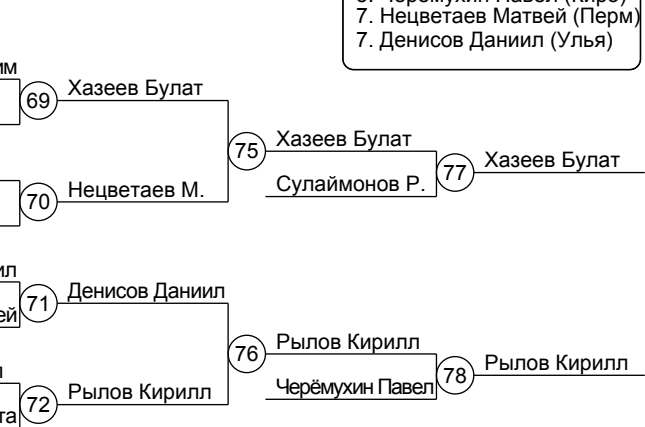 7. Нецветаев Матвей (Перм)
7. Денисов Даниил (Улья)
69 Хазеев Булат
75 Хазеев Булат
77 Хазеев Булат
Сулаймонов Р.
70 Нецветаев М.
71 Денисов Даниил
76 Рылов Кирилл
78 Рылов Кирилл
Черёмухин Павел
72 Рылов Кирилл